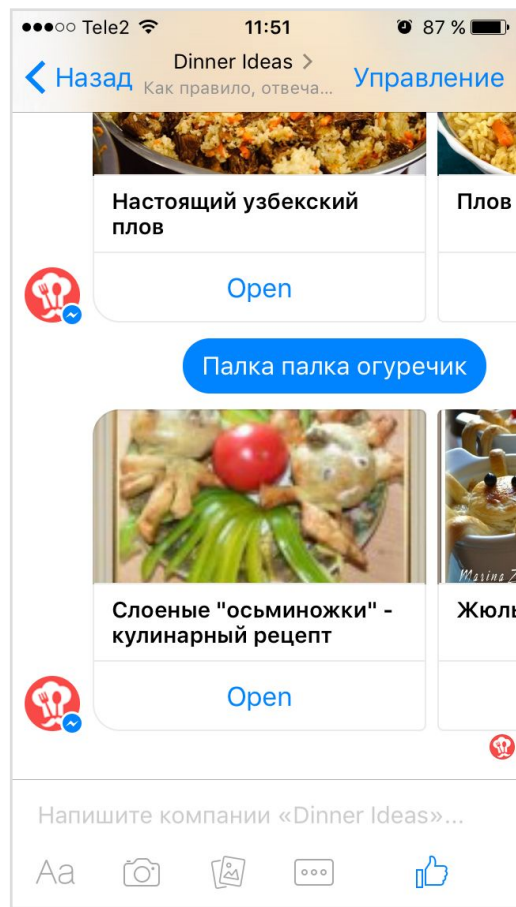 Tele2 11:51 87 %
Назад Dinner Ideas Управление
Как правило, отвеча...
Настоящий узбекский
плов
Плов
Open
Палка палка огуречик
Marina Z
Слоеные "осьминожки" -
кулинарный рецепт
Жюль
Open
Напишите компании «Dinner Ideas»...
Aa